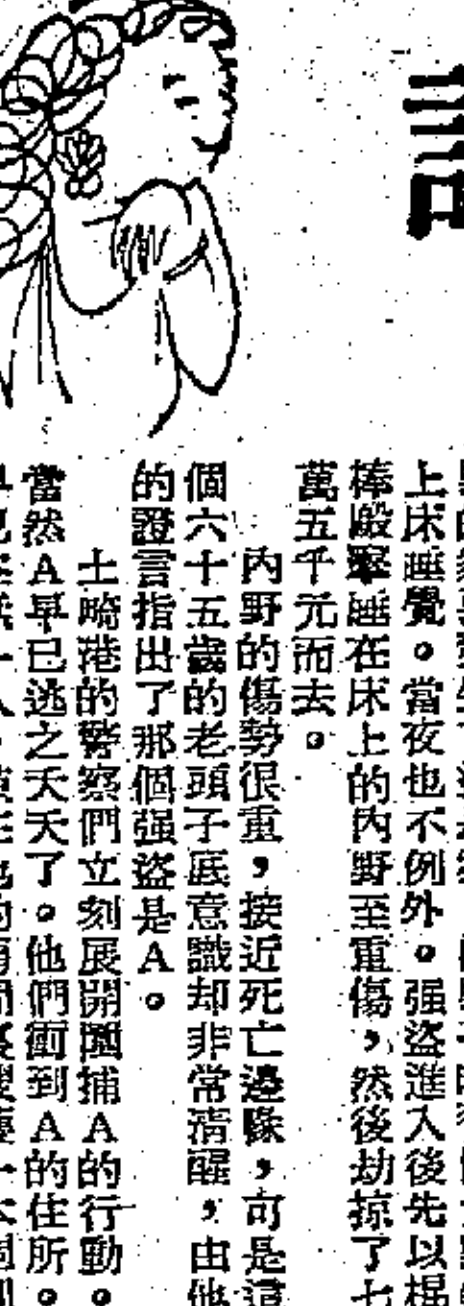 上床睡覺。當夜也不例外。强盜進入後先以棍
棒毆擊睡在床上的內野至重傷，然後劫掠了七
萬五千元而去。
內野的傷勢很重，接近死亡邊緣，可是這
個六十五歲的老頭子底意識却非常清醒，由他
的證言指出了那個强盜是A。
土畸港的警察們立刻展開圍捕A的行動。
當然A早已逃之夭夭了。他們衝到A的住所。